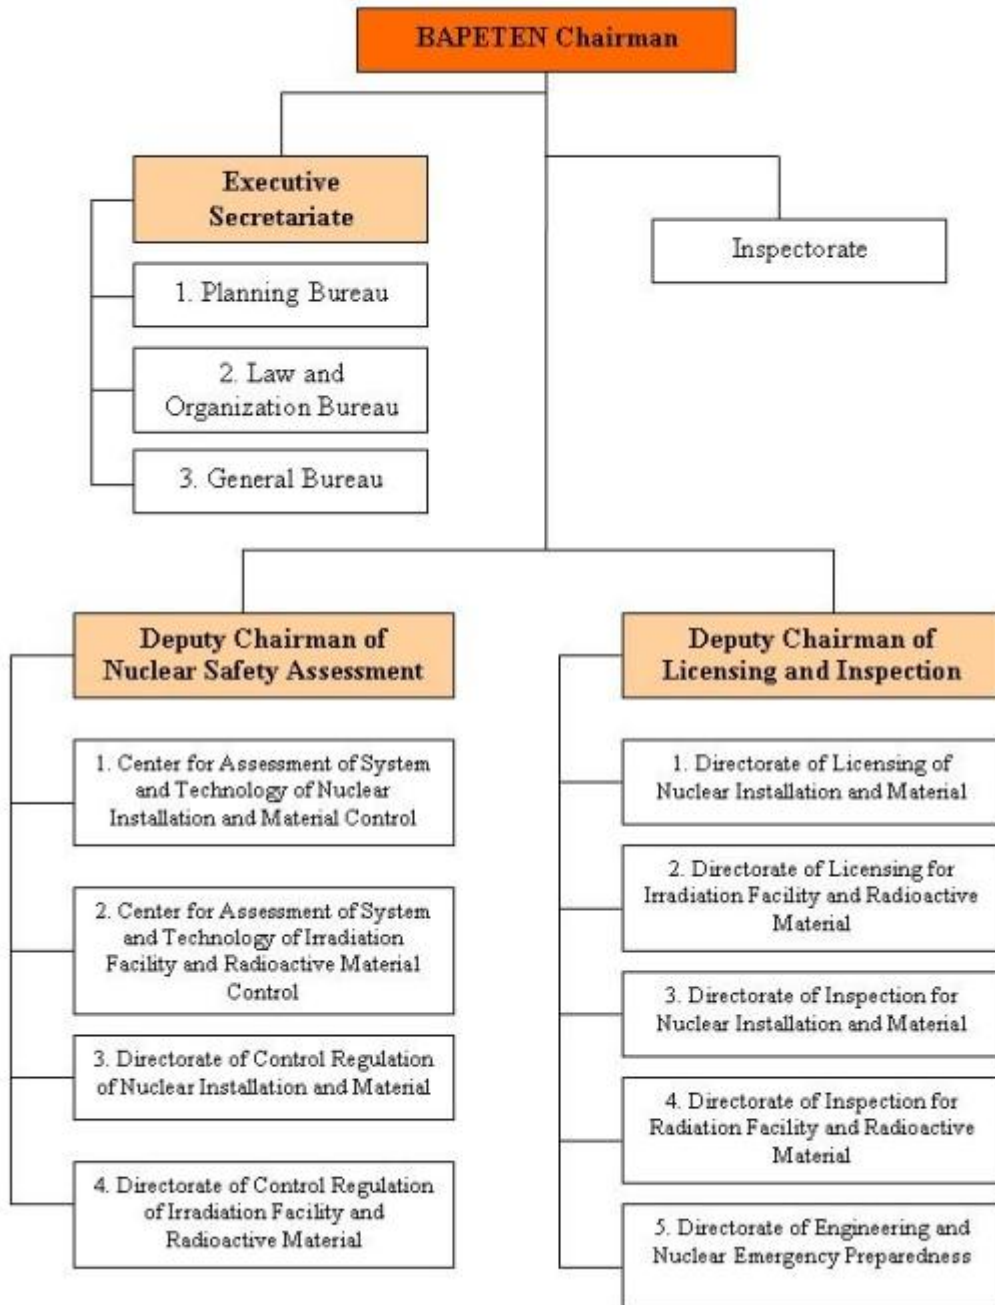 BAPETEN Chairman
Executive
Secretariate
Inspectorate
1. Planning Bureau
2. Law and
Organization Bureau
3. General Bureau
Deputy Chairman of
Nuclear Safety Assessment
1. Center for Assessment of System
and Technology of Nuclear
Installation and Material Control
2. Center for Assessment of System
and Technology of Irradiation
Facility and Radioactive Material
Control
3. Directorate of Control Regulation
of Nuclear Installation and Material
4. Directorate of Control Regulation
of Irradiation Facility and
Radioactive Material
Deputy Chairman of
Licensing and Inspection
1. Directorate of Licensing of
Nuclear Installation and Material
2. Directorate of Licensing for
Irradiation Facility and Radioactive
Material
3. Directorate of Inspection for
Nuclear Installation and Material
4. Directorate of Inspection for
Radiation Facility and Radioactive
Material
5. Directorate of Engineering and
Nuclear Emergency Preparedness